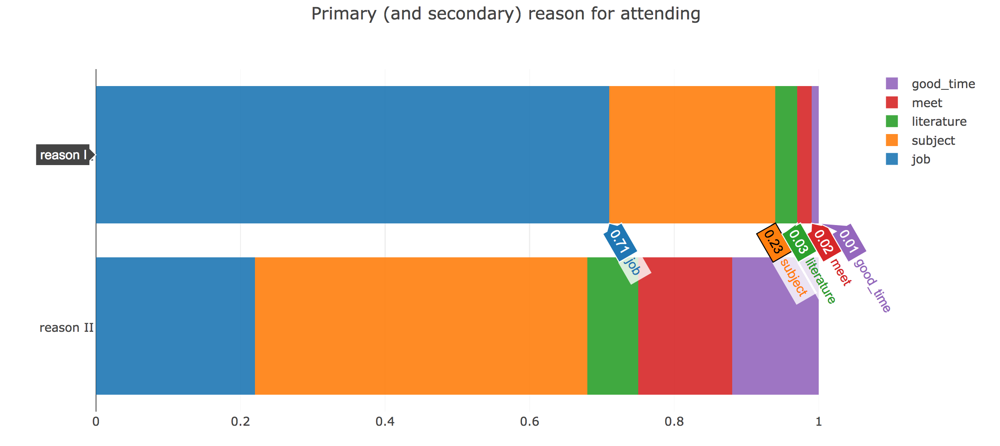 Primary (and secondary) reason for attending
good_time
meet
literature
subject
job
reason I
0.71 job
0.23 subject
0.03 literature
0.02 meet
0.01 good_time
reason II
0 0.2 0.4 0.6 0.8 1